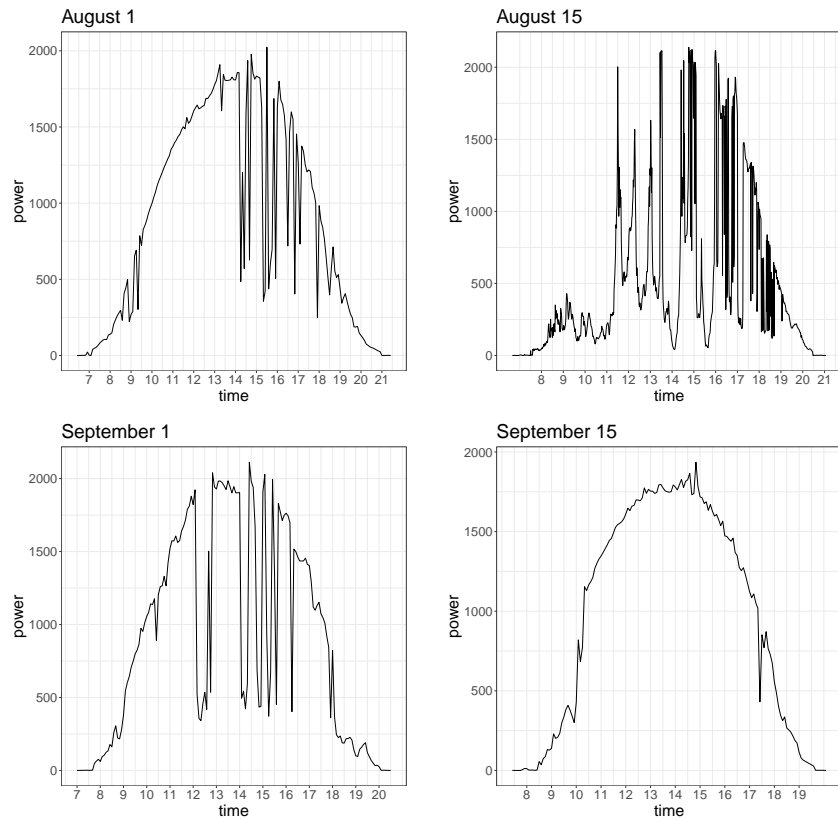 August 1
2000
1500
1000
500
0
power
7 8 9 10 11 12 13 14 15 16 17 18 19 20 21
time
August 15
2000
1500
1000
500
0
power
8 9 10 11 12 13 14 15 16 17 18 19 20 21
time
September 1
2000
1500
1000
500
0
power
7 8 9 10 11 12 13 14 15 16 17 18 19 20
time
September 15
2000
1500
1000
500
0
power
8 9 10 11 12 13 14 15 16 17 18 19
time